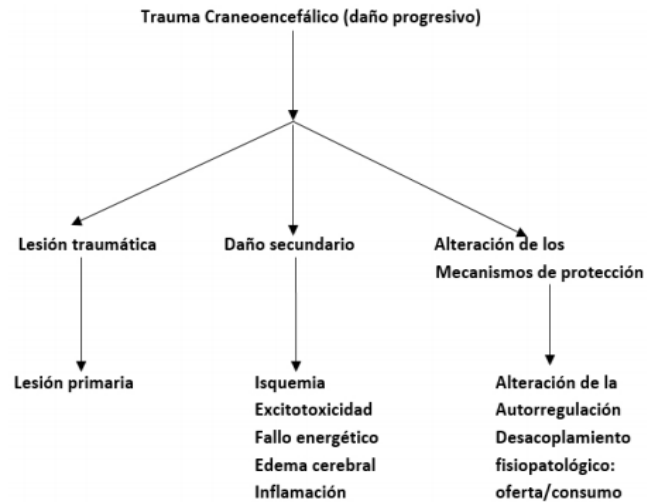 Trauma Craneoencefálico (daño progresivo)
Lesión traumática
Daño secundario
Alteración de los
Mecanismos de protección
Lesión primaria
Isquemia
Excitotoxicidad
Fallo energético
Edema cerebral
Inflamación
Alteración de la
Autorregulación
Desacoplamiento
fisiopatológico:
oferta/consumo